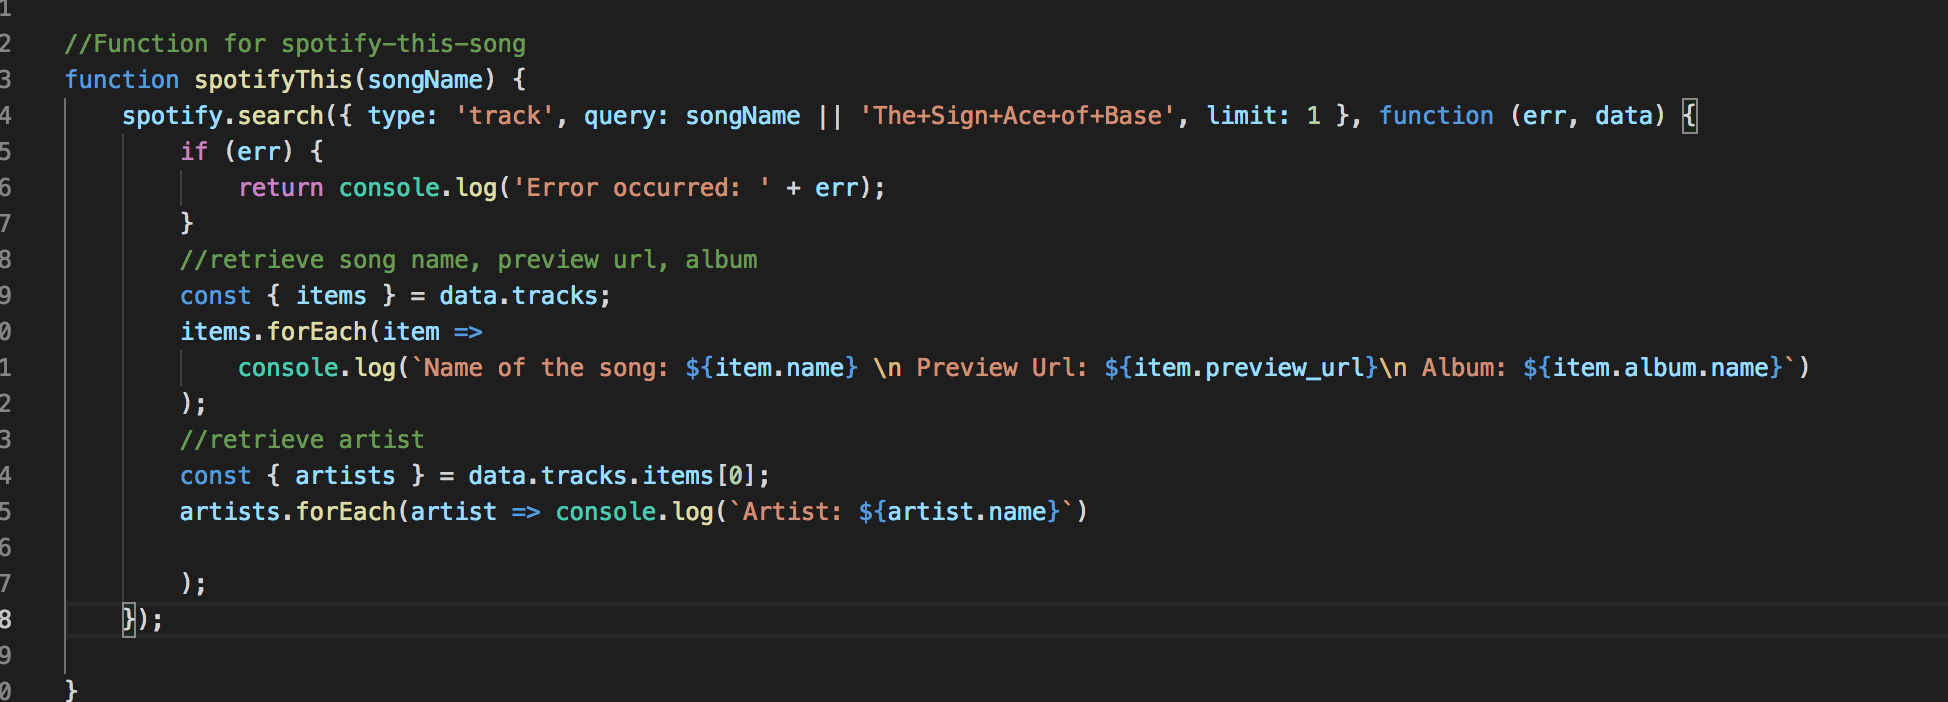 1
2 //Function for spotify-this-song
3 function spotifyThis(songName) {
4 spotify.search({ type: 'track', query: songName || 'The+Sign+Ace+of+Base', limit: 1 }, function (err, data) {
5 if (err) {
6 return console.log('Error occurred: ' + err);
7 }
8 //retrieve song name, preview url, album
9 const { items } = data.tracks;
0 items.forEach(item =>
1 console.log(`Name of the song: ${item.name} \n Preview Url: ${item.preview_url}\n Album: ${item.album.name}`)
2 );
3 //retrieve artist
4 const { artists } = data.tracks.items[0];
5 artists.forEach(artist => console.log(`Artist: ${artist.name}`)
6
7 );
8 });
9
0 }